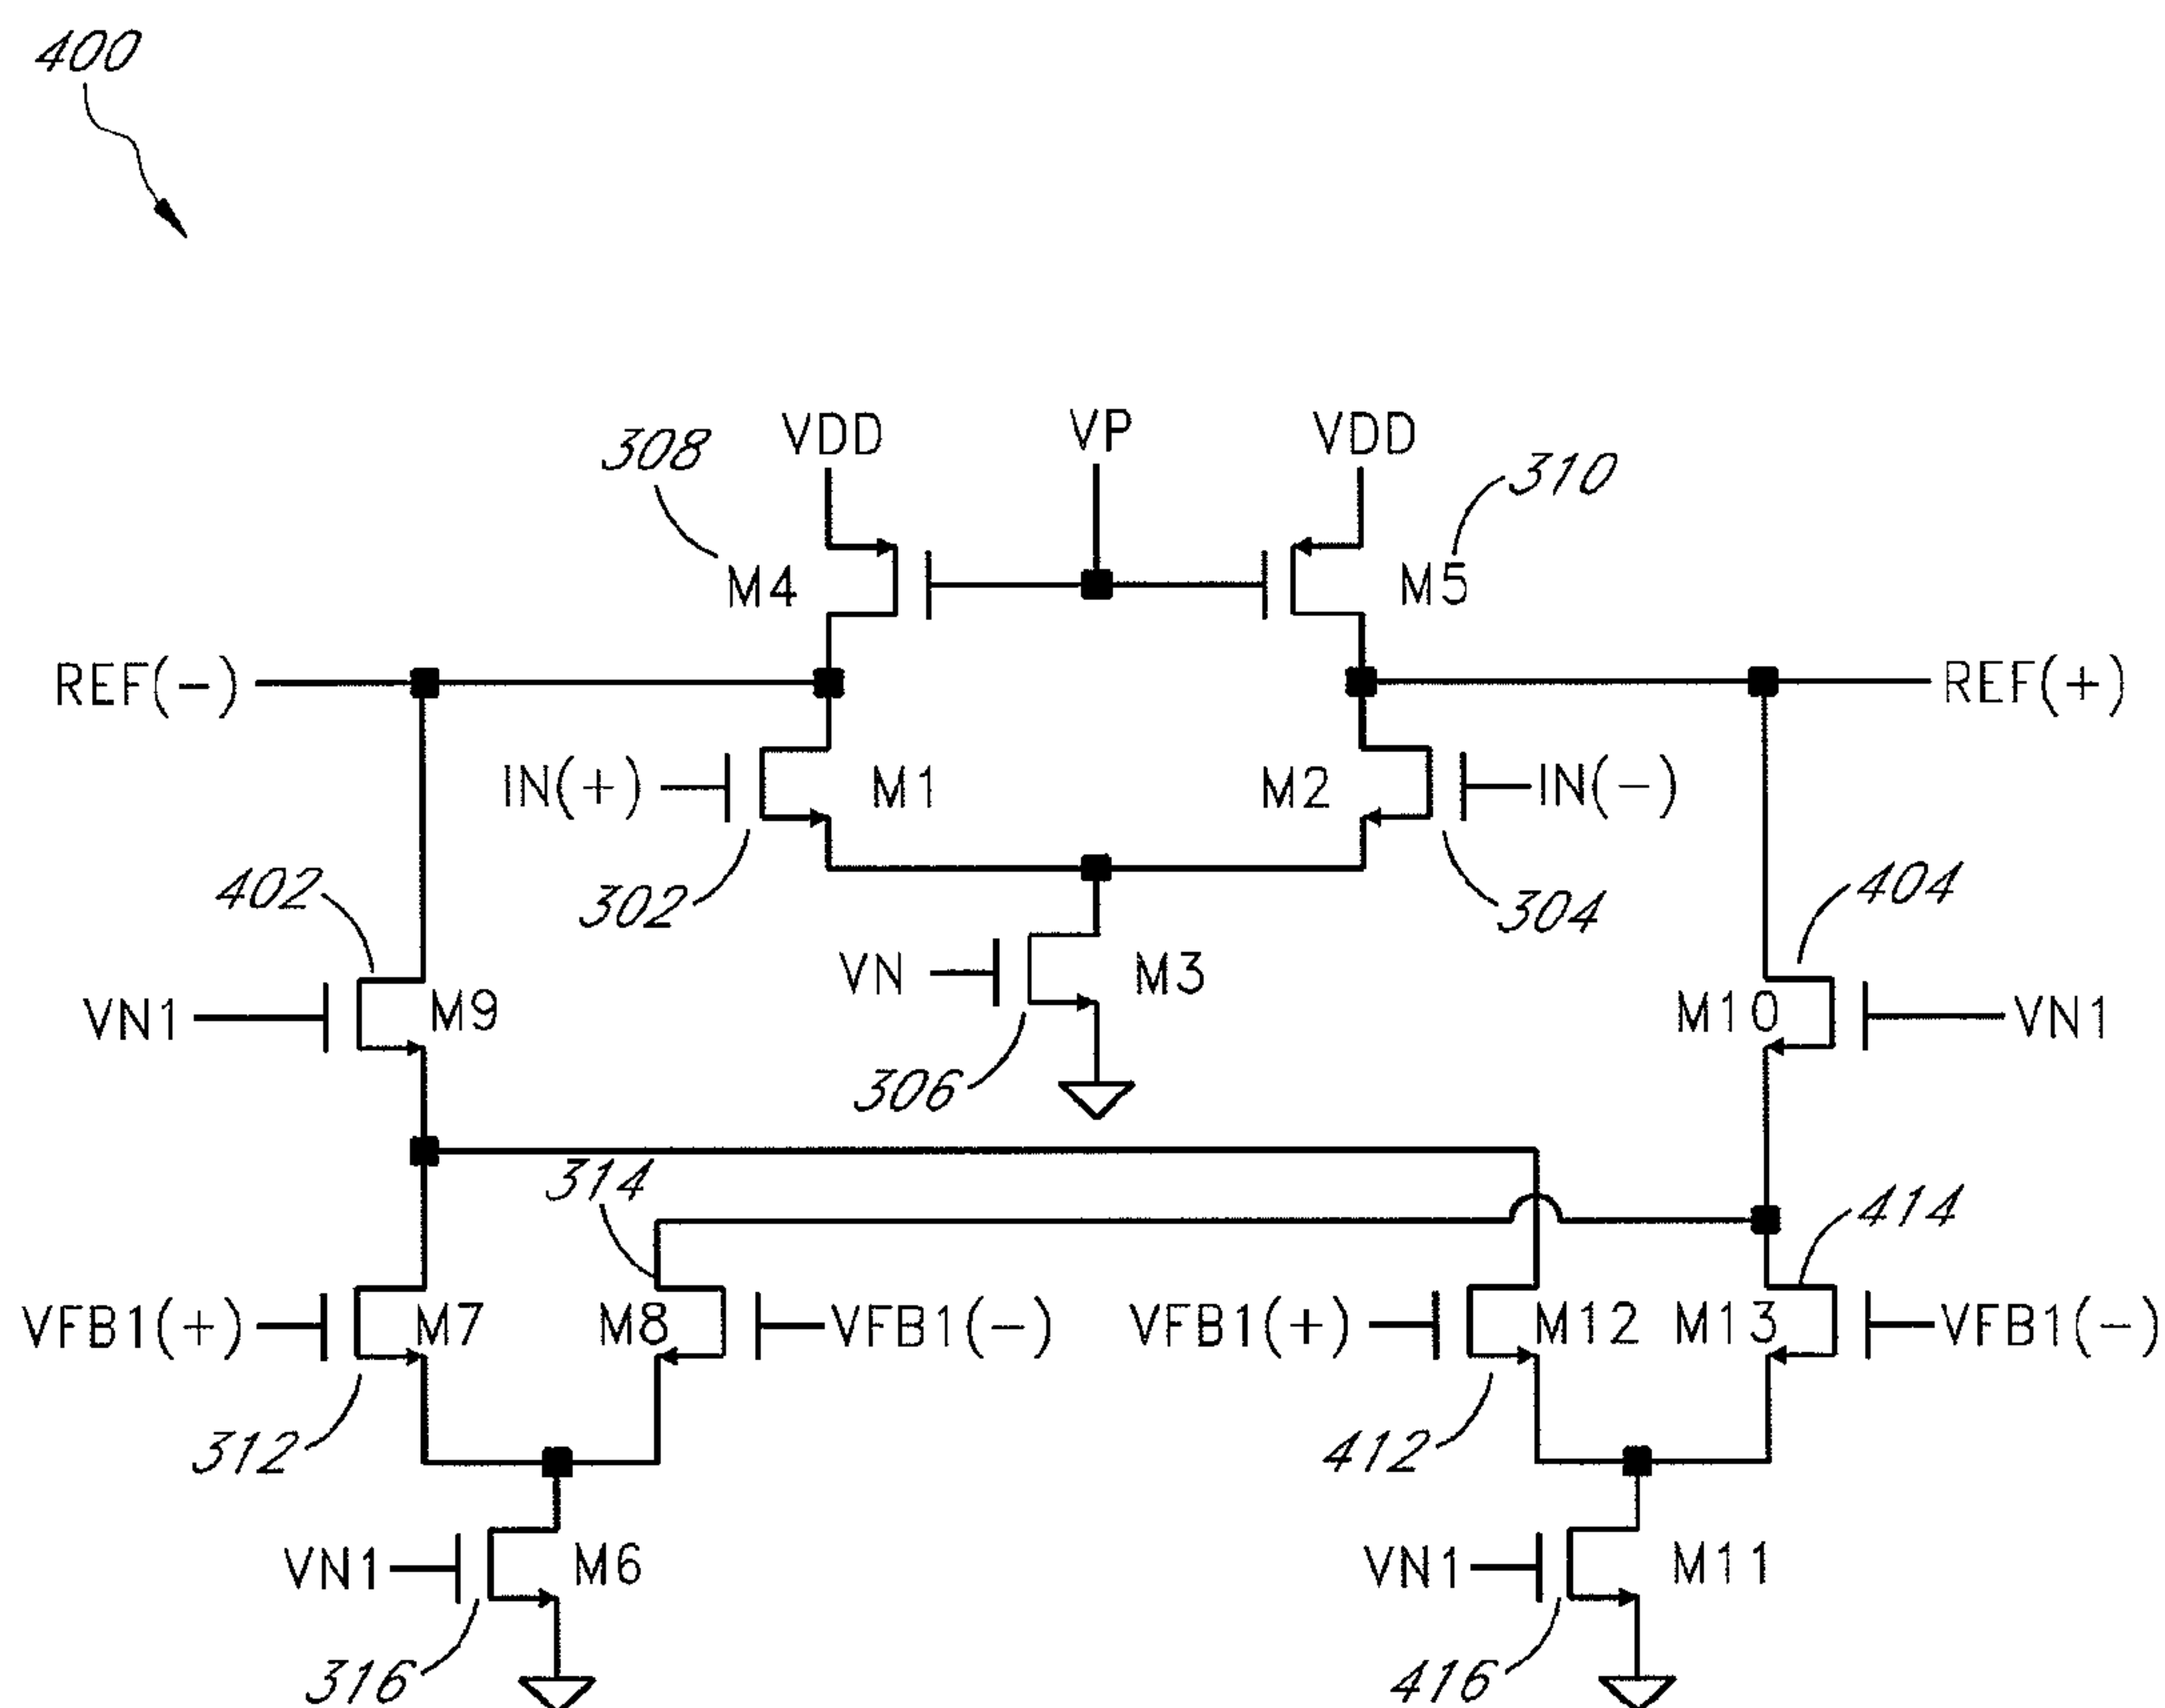 400
VDD VP VDD
308 310
M4 M5
REF(-) REF(+)
IN(+) M1 M2 IN(-)
402 302 304 404
VN M3
VN1 M9 M10 VN1
306
314 414
VFB1(+) M7 M8 VFB1(-) VFB1(+) M12 M13 VFB1(-)
312 412
VN1 M6 VN1 M11
316 416